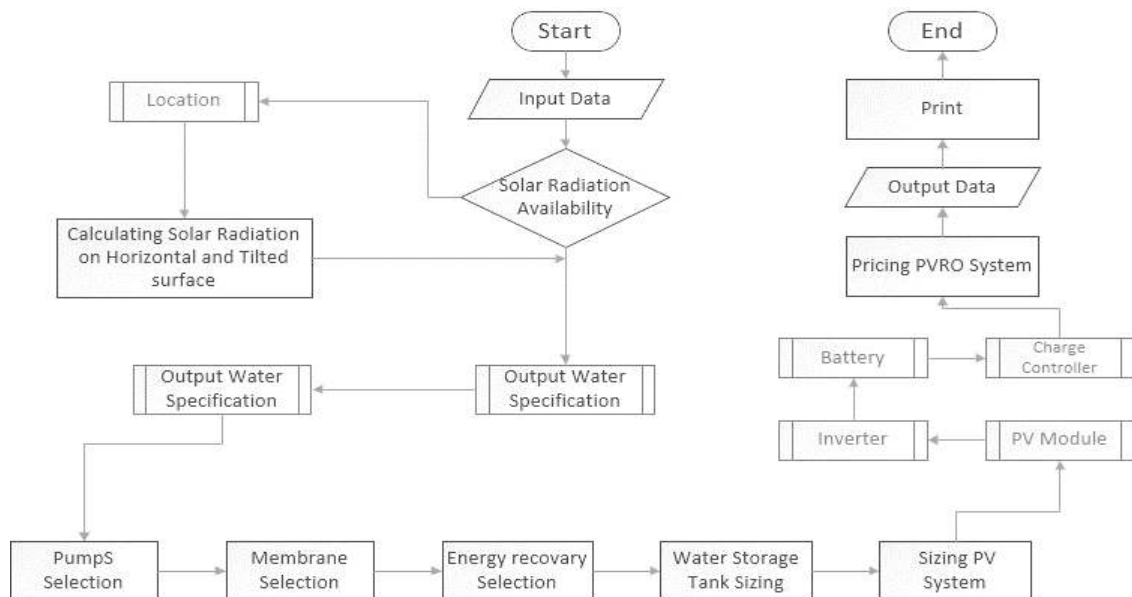 Start
Input Data
Solar Radiation
Availability
Location
Calculating Solar Radiation
on Horizontal and Tilted
surface
Output Water
Specification
Output Water
Specification
PumpS
Selection
Membrane
Selection
Energy recovary
Selection
Water Storage
Tank Sizing
Sizing PV
System
PV Module
Inverter
Battery
Charge
Controller
Pricing PVRO System
Output Data
Print
End